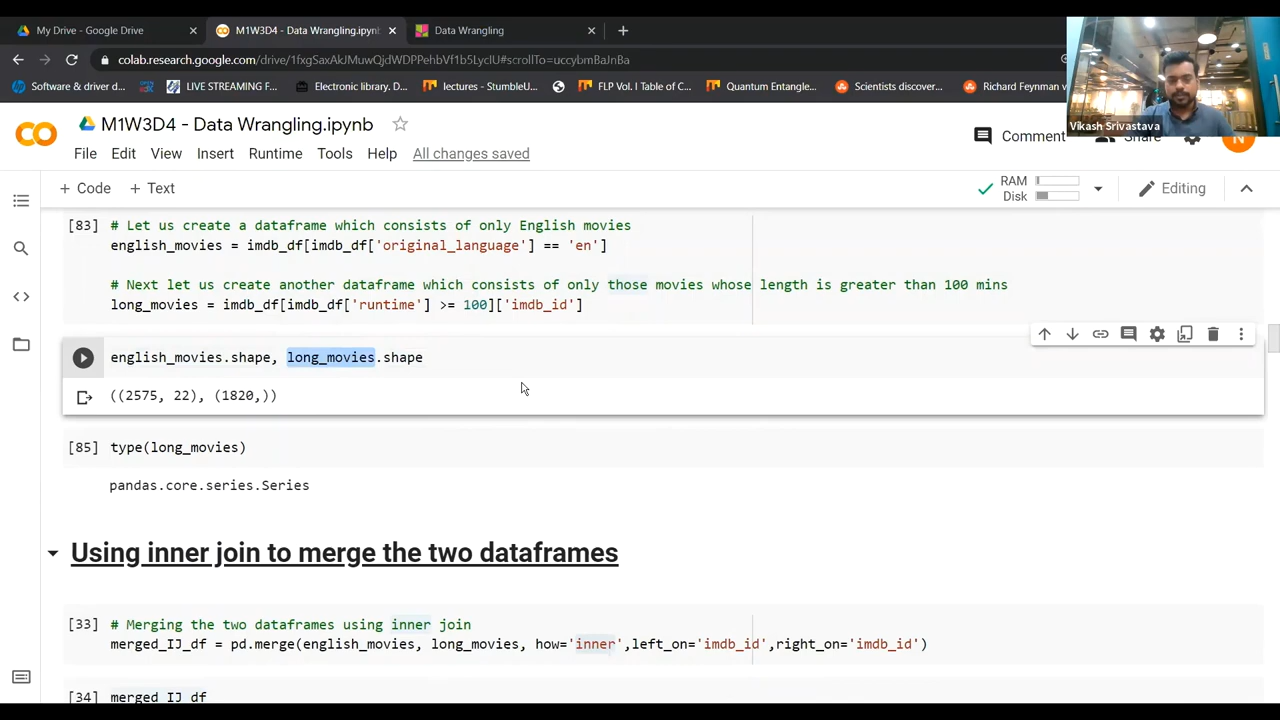 My Drive - Google Drive
M1W3D4 - Data Wrangling.ipynb
Data Wrangling
colab.research.google.com/drive/1fxgSaxAkJMuwQjcfWDPPehbVf1b5LycIU#scrollTo=uccybmBaJnBa
Software & driver d...
LIVE STREAMING F...
Electronic library. D...
lectures - StumbleU...
FLP Vol. I Table of C...
Quantum Entangle...
Scientists discover...
Richard Feynman
Vikash Srivastava
M1W3D4 - Data Wrangling.ipynb
Comment
Share
N
File Edit View Insert Runtime Tools Help All changes saved
+ Code + Text
RAM
Disk
Editing
[83] # Let us create a dataframe which consists of only English movies
english_movies = imdb_df[imdb_df['original_language'] == 'en']
# Next let us create another dataframe which consists of only those movies whose length is greater than 100 mins
long_movies = imdb_df[imdb_df['runtime'] >= 100]['imdb_id']
english_movies.shape, long_movies.shape
((2575, 22), (1820,))
[85] type(long_movies)
pandas.core.series.Series
Using inner join to merge the two dataframes
[33] # Merging the two dataframes using inner join
merged_IJ_df = pd.merge(english_movies, long_movies, how='inner',left_on='imdb_id',right_on='imdb_id')
[34] merged_IJ_df